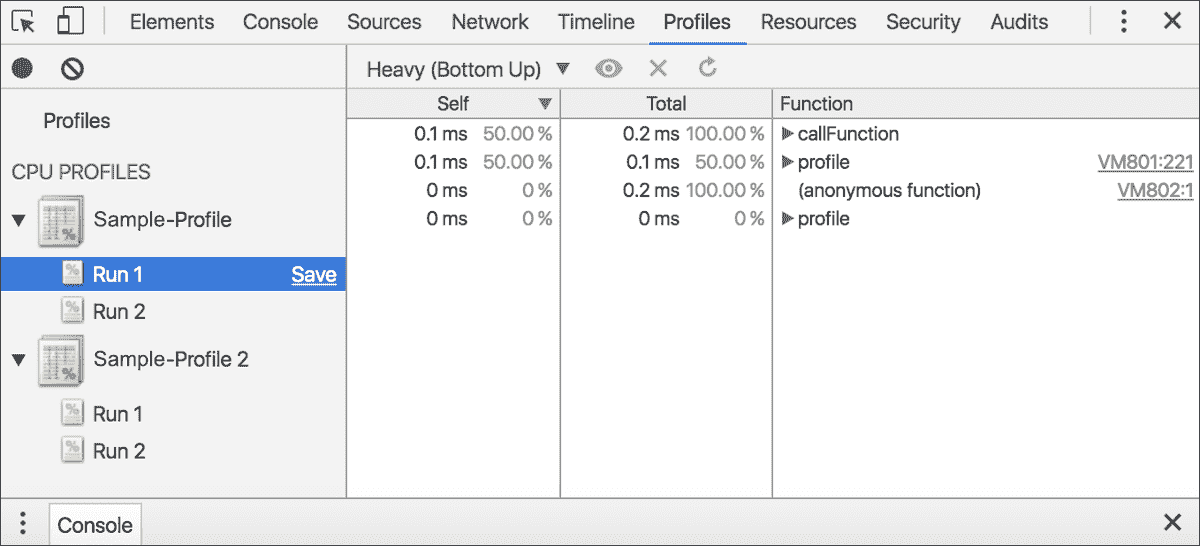 Elements Console Sources Network Timeline Profiles Resources Security Audits
Heavy (Bottom Up)
Profiles
CPU PROFILES
Sample-Profile
Run 1 Save
Run 2
Sample-Profile 2
Run 1
Run 2
Self Total Function
0.1 ms 50.00 % 0.2 ms 100.00 % callFunction
0.1 ms 50.00 % 0.1 ms 50.00 % profile VM801:221
0 ms 0 % 0.2 ms 100.00 % (anonymous function) VM802:1
0 ms 0 % 0 ms 0 % profile
Console